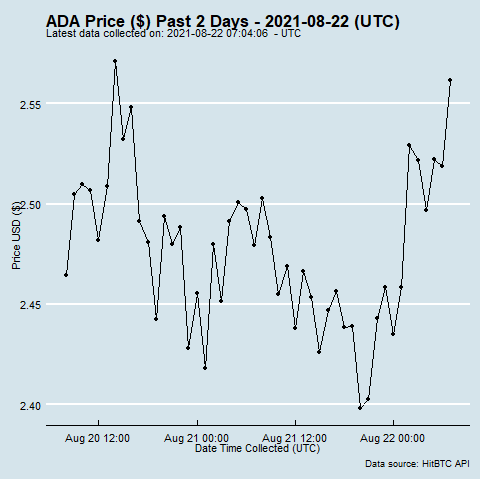 ADA Price ($) Past 2 Days - 2021-08-22 (UTC)
Latest data collected on: 2021-08-22 07:04:06 - UTC
Price USD ($)
2.55
2.50
2.45
2.40
Aug 20 12:00 Aug 21 00:00 Aug 21 12:00 Aug 22 00:00
Date Time Collected (UTC)
Data source: HitBTC API